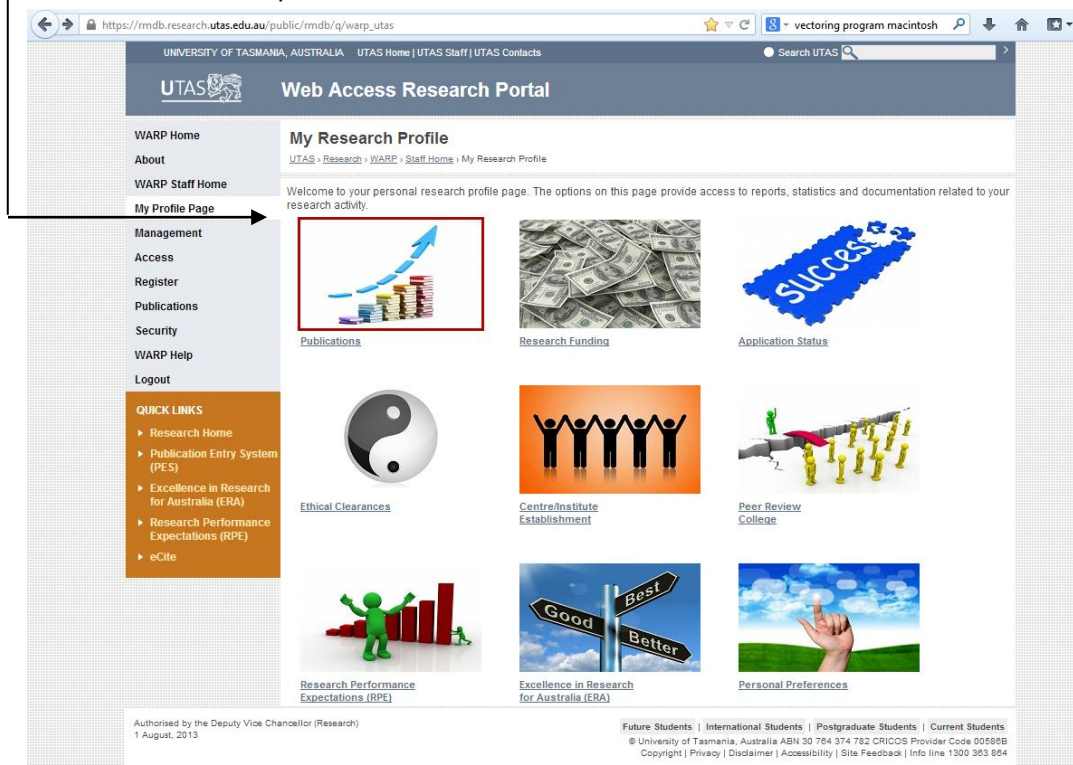 https://rmdb.research.utas.edu.au/public/rmdb/q/warp_utas
8 vectoring program macintosh
UNIVERSITY OF TASMANIA, AUSTRALIA UTAS Home | UTAS Staff | UTAS Contacts
Search UTAS
UTAS
Web Access Research Portal
WARP Home
About
WARP Staff Home
My Profile Page
Management
Access
Register
Publications
Security
WARP Help
Logout
QUICK LINKS
Research Home
Publication Entry System
(PES)
Excellence in Research
for Australia (ERA)
Research Performance
Expectations (RPE)
eCite
My Research Profile
UTAS › Research › WARP › Staff Home › My Research Profile
Welcome to your personal research profile page. The options on this page provide access to reports, statistics and documentation related to your
research activity.
Publications
Research Funding
SUCCESS
Application Status
Ethical Clearances
Centre/Institute
Establishment
Peer Review
College
Research Performance
Expectations (RPE)
Good
Best
Better
Excellence in Research
for Australia (ERA)
Personal Preferences
Authorised by the Deputy Vice Chancellor (Research)
1 August, 2013
Future Students | International Students | Postgraduate Students | Current Students
© University of Tasmania, Australia ABN 30 764 374 782 CRICOS Provider Code 00586B
Copyright | Privacy | Disclaimer | Accessibility | Site Feedback | Info line 1300 363 864